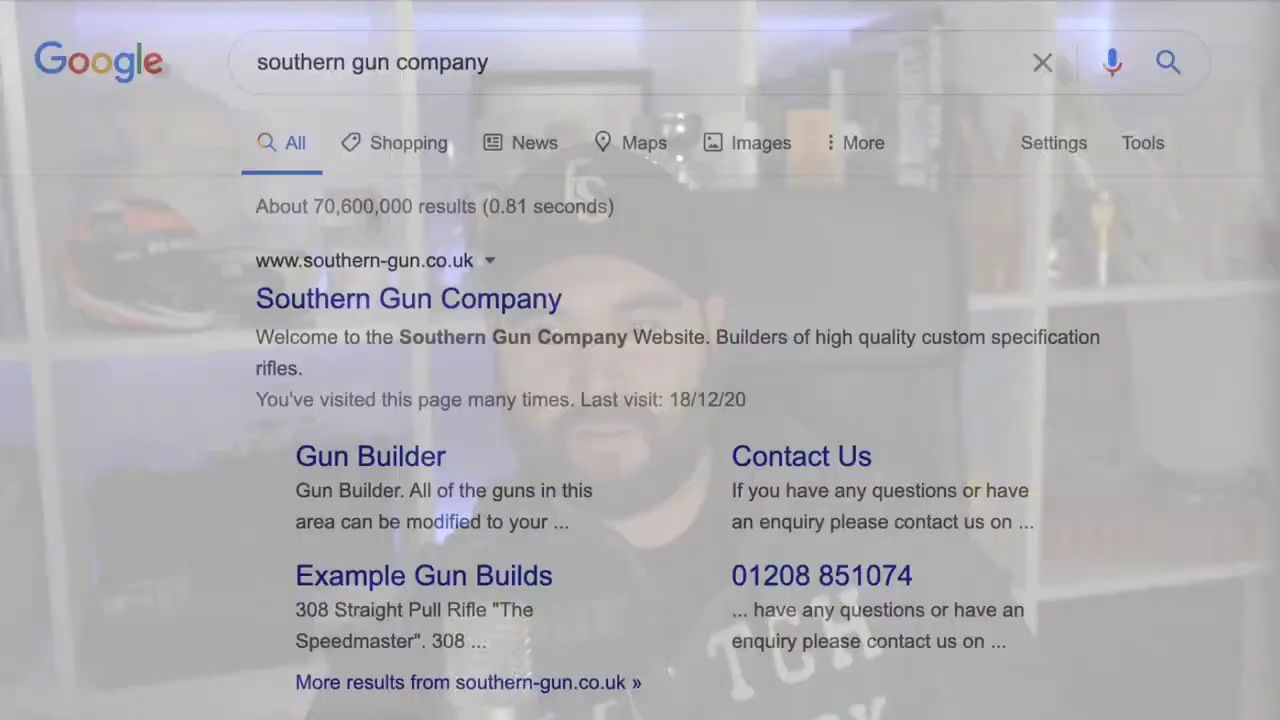 Google
southern gun company
All Shopping News Maps Images More Settings Tools
About 70,600,000 results (0.81 seconds)
www.southern-gun.co.uk
Southern Gun Company
Welcome to the Southern Gun Company Website. Builders of high quality custom specification
rifles.
You've visited this page many times. Last visit: 18/12/20
Gun Builder
Gun Builder. All of the guns in this
area can be modified to your ...
Contact Us
If you have any questions or have
an enquiry please contact us on ...
Example Gun Builds
308 Straight Pull Rifle "The
Speedmaster". 308 ...
01208 851074
... have any questions or have an
enquiry please contact us on ...
More results from southern-gun.co.uk »
TCH